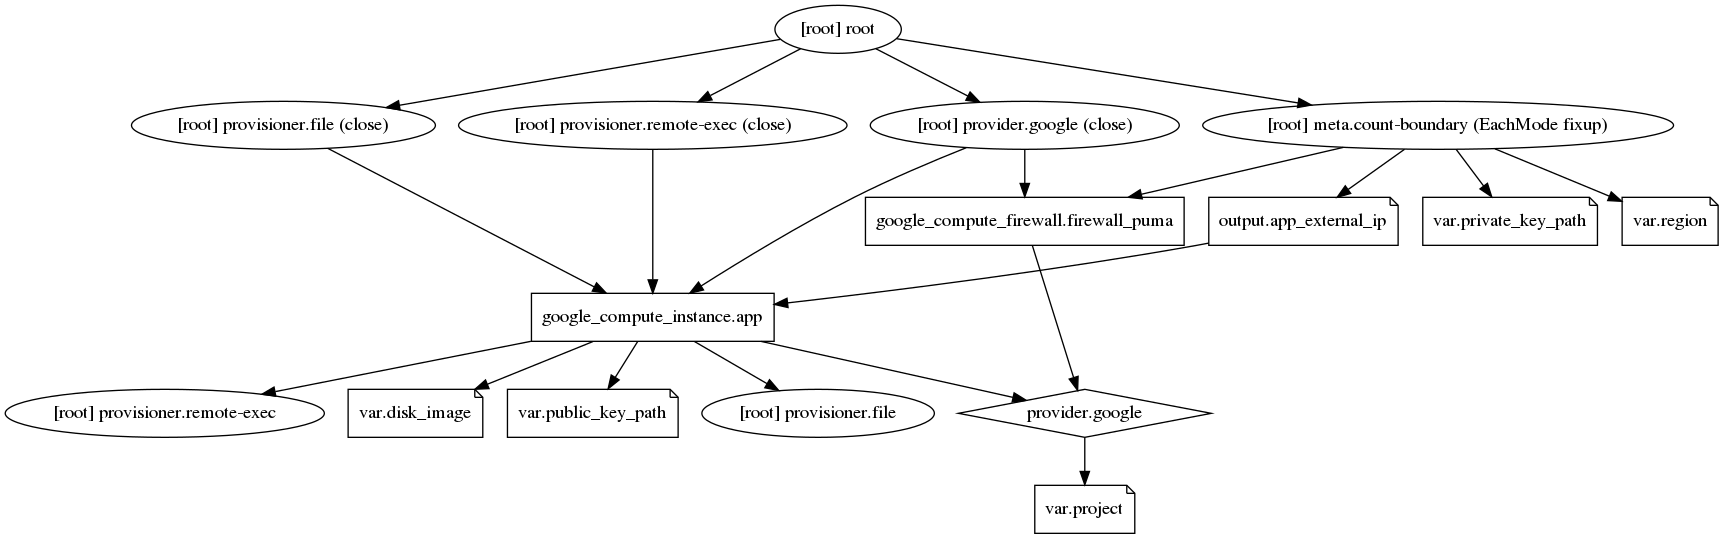 [root] root
[root] provisioner.file (close)
[root] provisioner.remote-exec (close)
[root] provider.google (close)
[root] meta.count-boundary (EachMode fixup)
google_compute_firewall.firewall_puma
output.app_external_ip
var.private_key_path
var.region
google_compute_instance.app
[root] provisioner.remote-exec
var.disk_image
var.public_key_path
[root] provisioner.file
provider.google
var.project